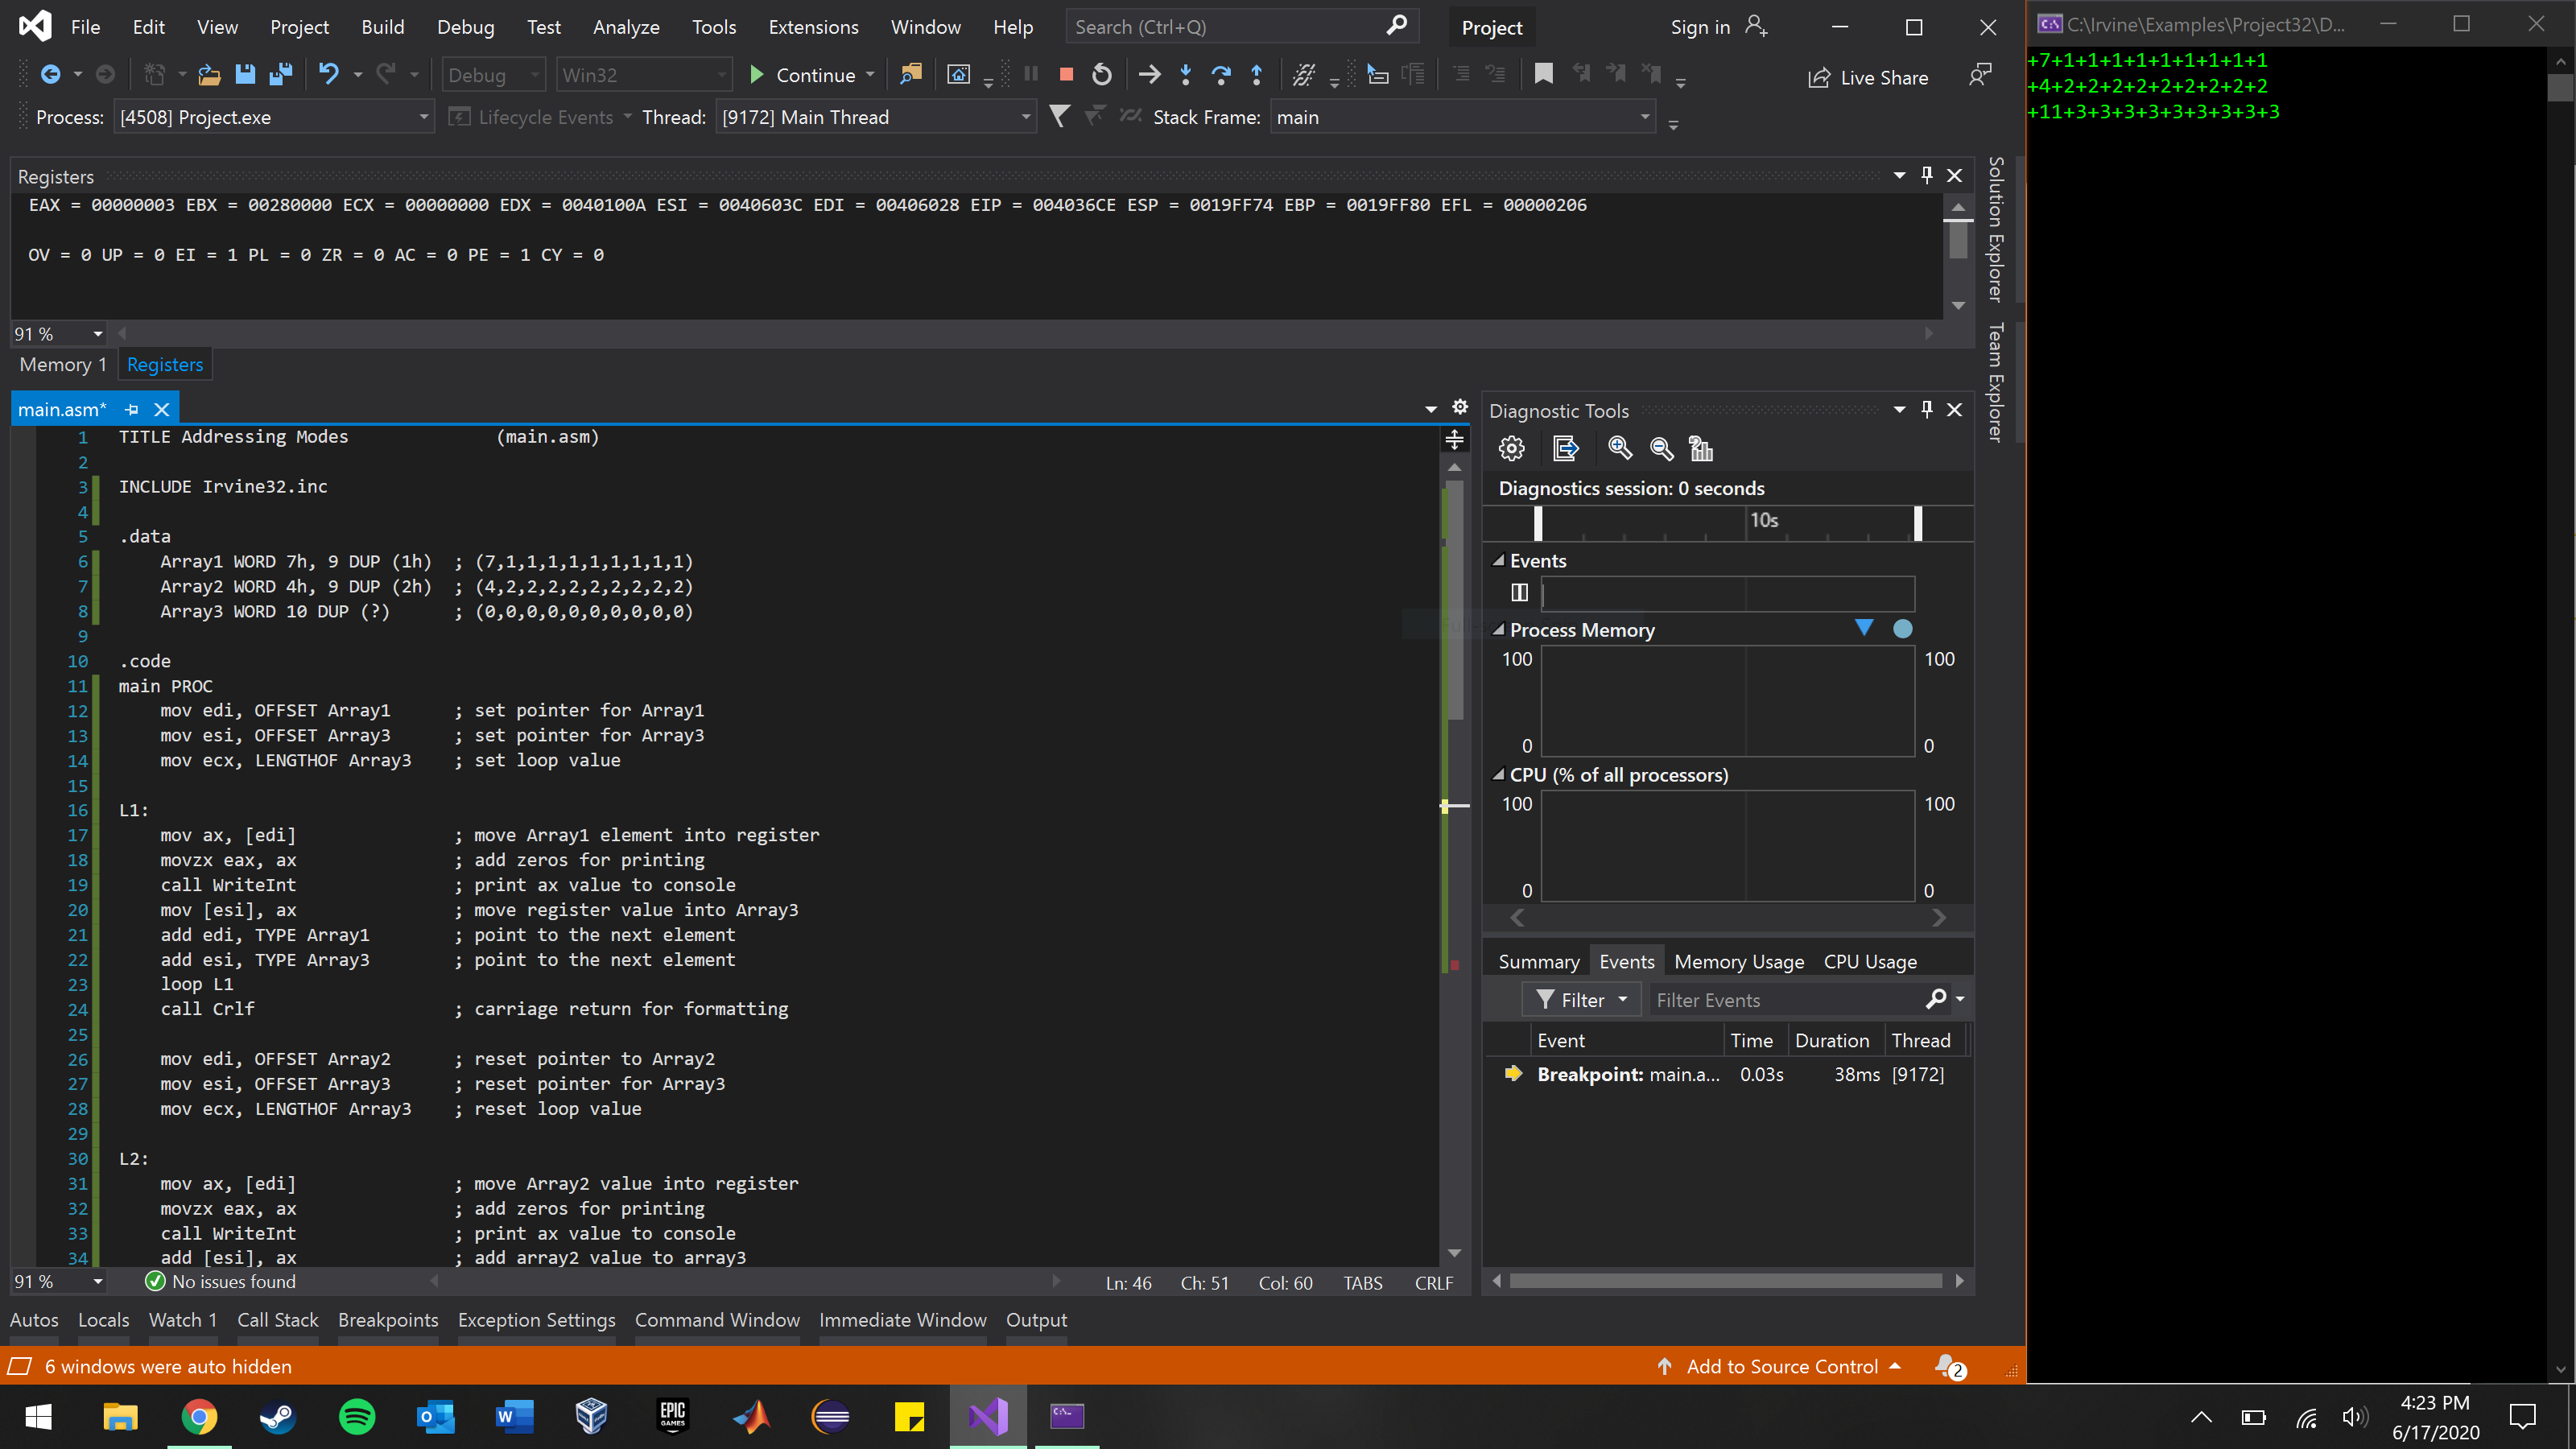 File Edit View Project Build Debug Test Analyze Tools Extensions Window Help Search (Ctrl+Q) Project Sign in
Debug Win32 Continue Live Share
Process: [4508] Project.exe Lifecycle Events Thread: [9172] Main Thread Stack Frame: main
Registers
EAX = 00000003 EBX = 00280000 ECX = 00000000 EDX = 0040100A ESI = 0040603C EDI = 00406028 EIP = 004036CE ESP = 0019FF74 EBP = 0019FF80 EFL = 00000206
OV = 0 UP = 0 EI = 1 PL = 0 ZR = 0 AC = 0 PE = 1 CY = 0
91 %
Memory 1 Registers
Solution Explorer
Team Explorer
main.asm*
1 TITLE Addressing Modes (main.asm)
2
3 INCLUDE Irvine32.inc
4
5 .data
6 Array1 WORD 7h, 9 DUP (1h) ; (7,1,1,1,1,1,1,1,1,1)
7 Array2 WORD 4h, 9 DUP (2h) ; (4,2,2,2,2,2,2,2,2,2)
8 Array3 WORD 10 DUP (?) ; (0,0,0,0,0,0,0,0,0,0)
9
10 .code
11 main PROC
12 mov edi, OFFSET Array1 ; set pointer for Array1
13 mov esi, OFFSET Array3 ; set pointer for Array3
14 mov ecx, LENGTHOF Array3 ; set loop value
15
16 L1:
17 mov ax, [edi] ; move Array1 element into register
18 movzx eax, ax ; add zeros for printing
19 call WriteInt ; print ax value to console
20 mov [esi], ax ; move register value into Array3
21 add edi, TYPE Array1 ; point to the next element
22 add esi, TYPE Array3 ; point to the next element
23 loop L1
24 call Crlf ; carriage return for formatting
25
26 mov edi, OFFSET Array2 ; reset pointer to Array2
27 mov esi, OFFSET Array3 ; reset pointer for Array3
28 mov ecx, LENGTHOF Array3 ; reset loop value
29
30 L2:
31 mov ax, [edi] ; move Array2 value into register
32 movzx eax, ax ; add zeros for printing
33 call WriteInt ; print ax value to console
34 add [esi], ax ; add array2 value to array3
91 % No issues found Ln: 46 Ch: 51 Col: 60 TABS CRLF
Diagnostic Tools
Diagnostics session: 0 seconds
10s
Events
Process Memory
100 100
0 0
CPU (% of all processors)
100 100
0 0
Summary Events Memory Usage CPU Usage
Filter Filter Events
Event Time Duration Thread
Breakpoint: main.a... 0.03s 38ms [9172]
Autos Locals Watch 1 Call Stack Breakpoints Exception Settings Command Window Immediate Window Output
6 windows were auto hidden Add to Source Control 2
C:\Irvine\Examples\Project32\D...
+7+1+1+1+1+1+1+1+1+1
+4+2+2+2+2+2+2+2+2+2
+11+3+3+3+3+3+3+3+3+3
EPIC GAMES
4:23 PM
6/17/2020